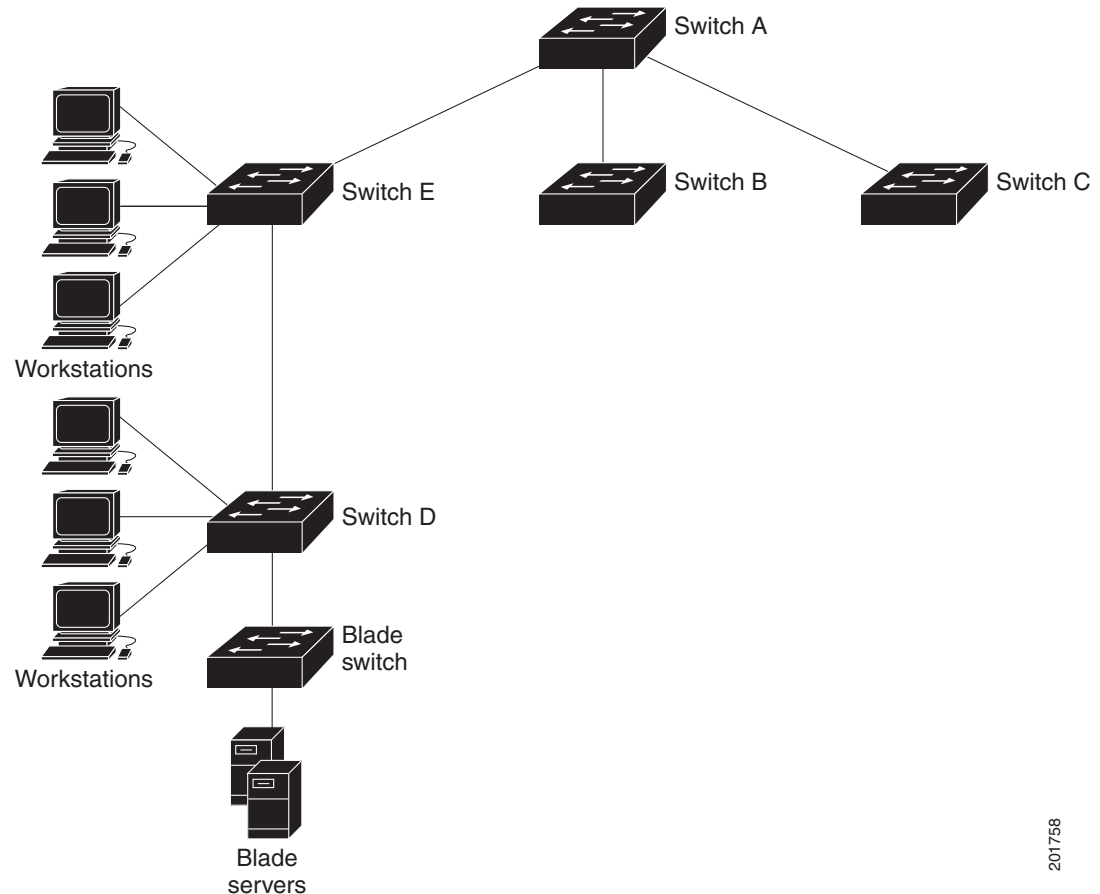 Switch A
Switch E
Switch B
Switch C
Workstations
Switch D
Blade
switch
Workstations
Blade
servers
201758